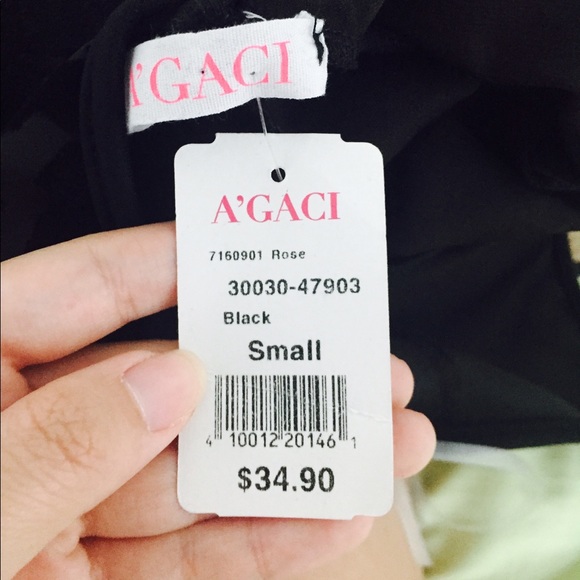 A'GACI
A'GACI
7160901 Rose
30030-47903
Black
Small
4 10012 20146 1
$34.90